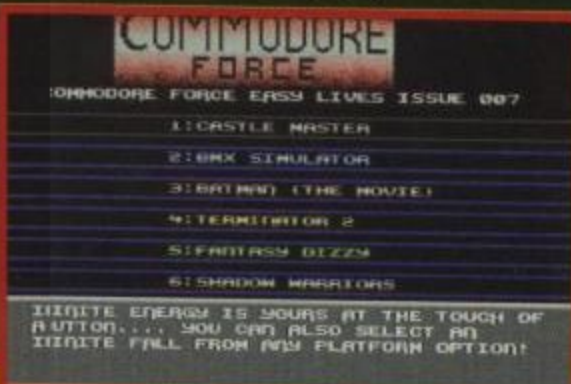 COMMODORE
FORCE
COMMODORE FORCE EASY LIVES ISSUE 007
1:CASTLE MASTER
2:BMX SIMULATOR
3:BATMAN (THE MOVIE)
4:TERMINATOR 2
5:FANTASY DIZZY
6:SHADOW WARRIORS
ENERGY IS YOURS AT THE TOUCH OF
A UTTON.... YOU CAN ALSO SELECT AN
FALL FROM ANY PLATFORM OPTION!